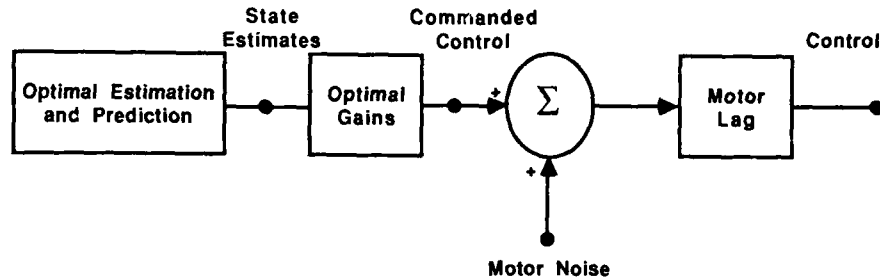 State
Estimates
Commanded
Control
Control
Optimal Estimation
and Prediction
Optimal
Gains
+
Σ
Motor
Lag
+
Motor Noise